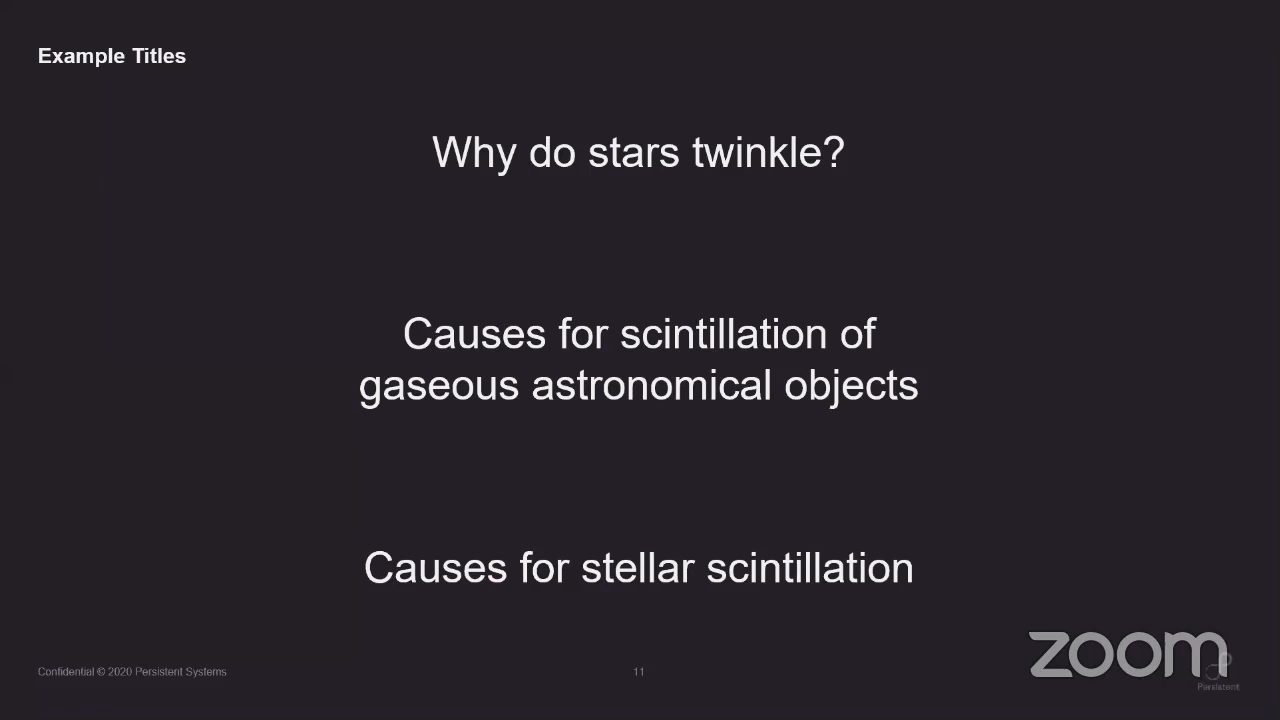 Example Titles
Why do stars twinkle?
Causes for scintillation of
gaseous astronomical objects
Causes for stellar scintillation
Confidential © 2020 Persistent Systems
11
zoom
Persistent